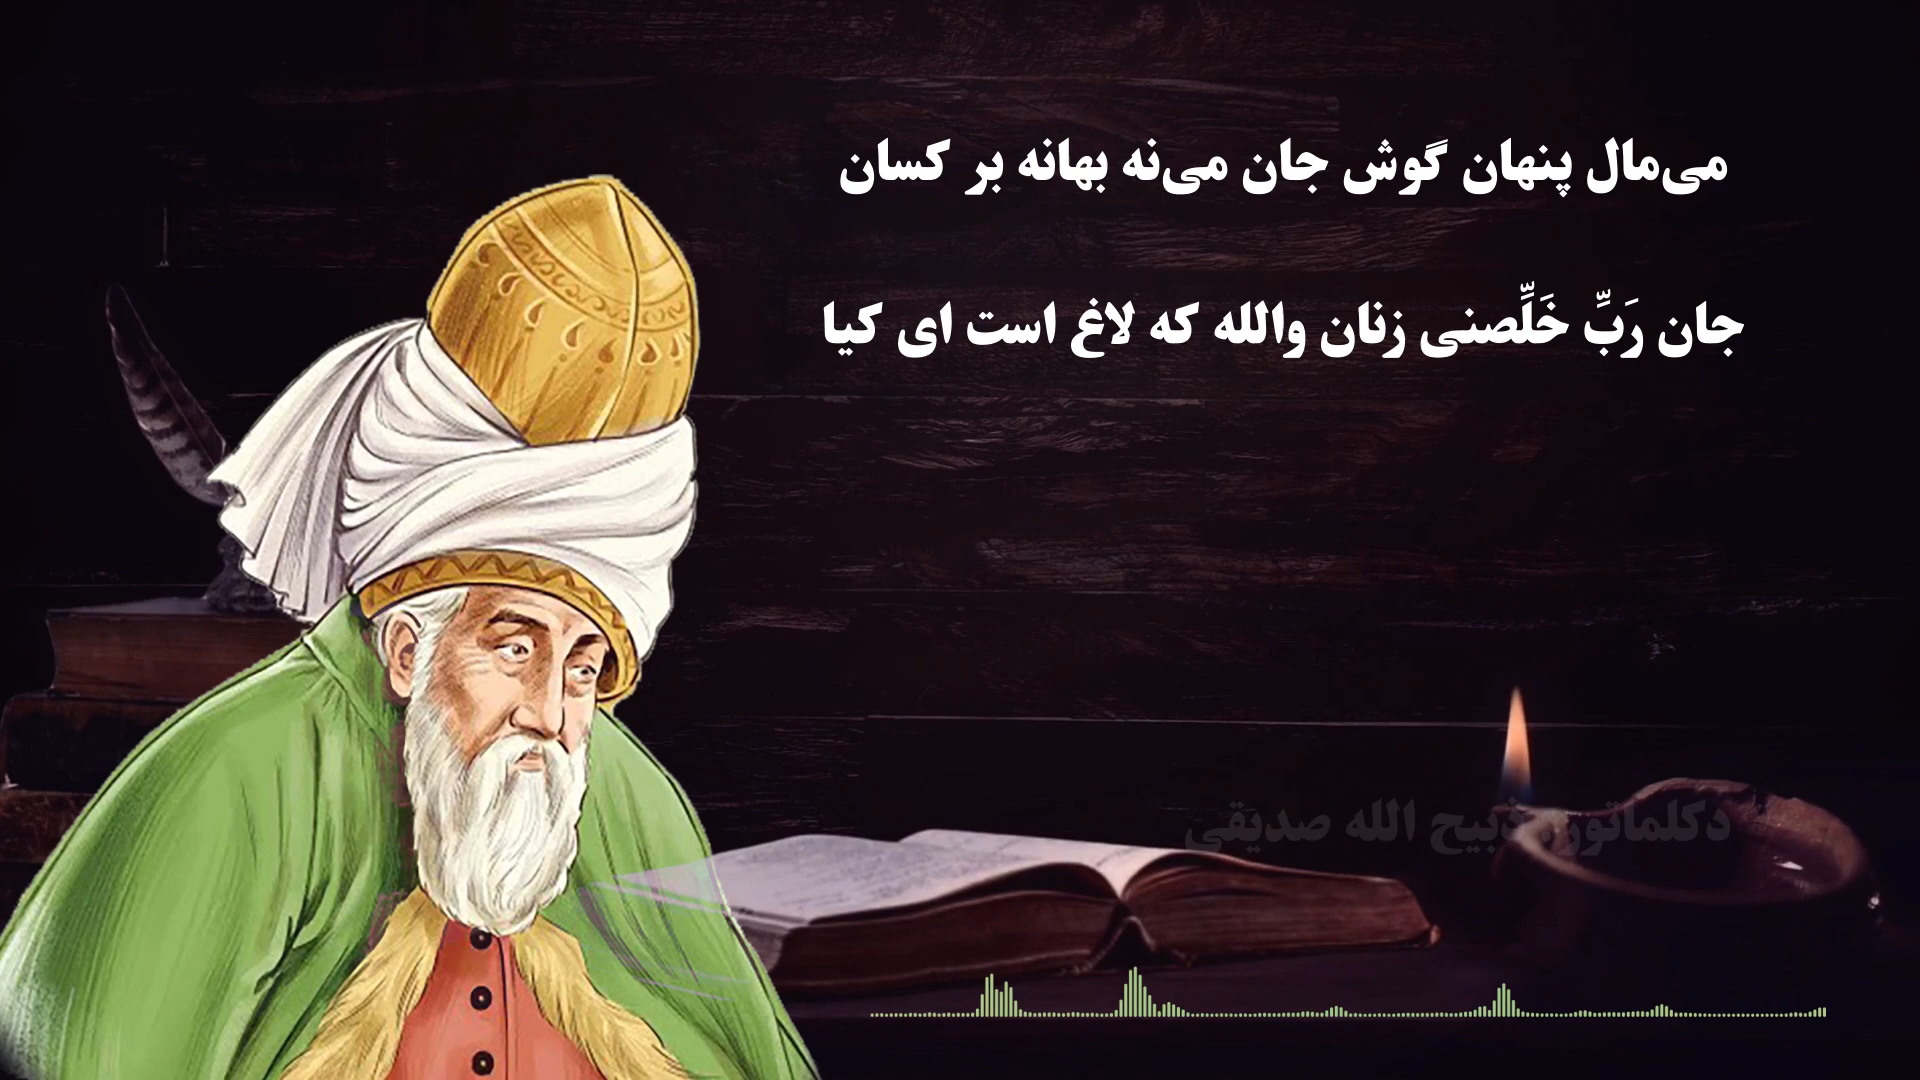 می‌مال پنهان گوش جان می‌نه بهانه بر کسان
جان رَبِّ خَلِّصنی زنان والله که لاغ است ای کیا
دکلماتور: ذبیح الله صدیقی